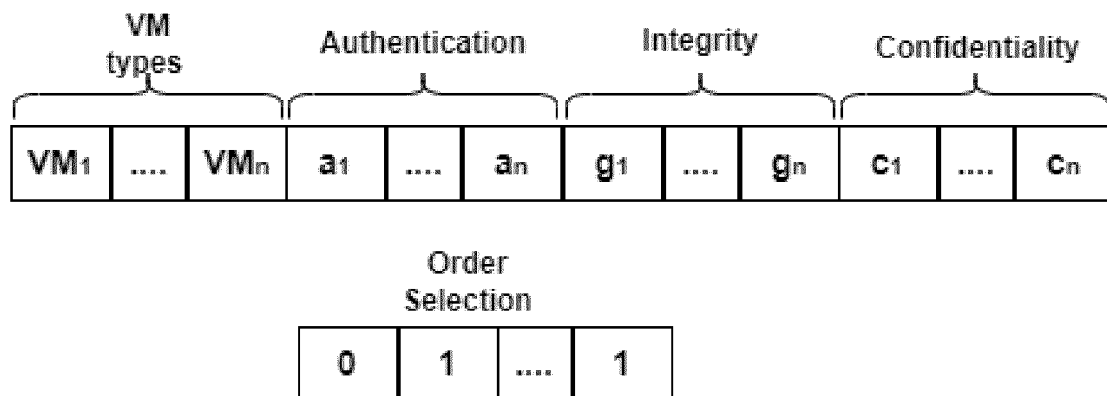 VM
types
Authentication
Integrity
Confidentiality
VM1 .... VMn a1 .... an g1 .... gn c1 .... cn
Order
Selection
0 1 .... 1